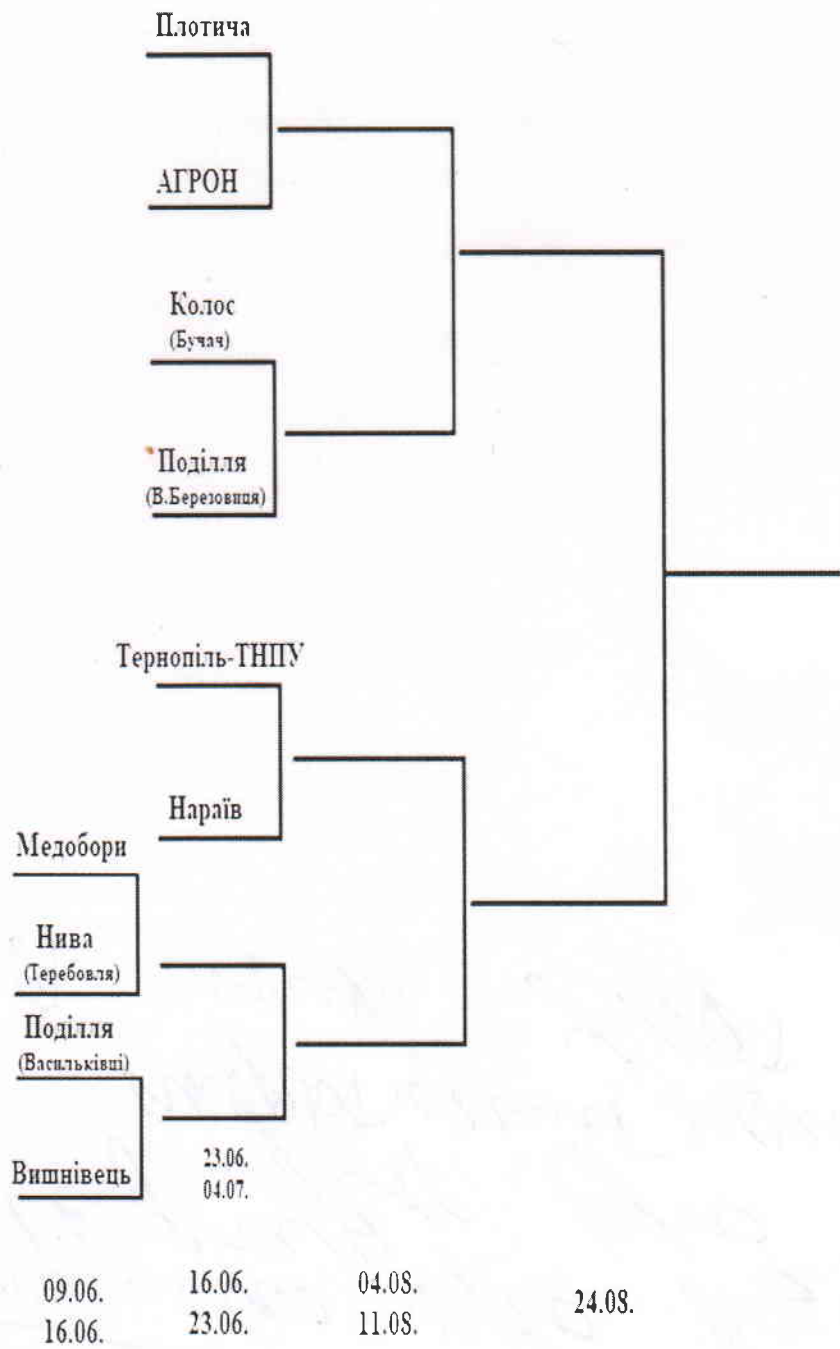 Плотича
АГРОН
Колос
(Бучач)
Поділля
(В.Березовиця)
Тернопіль-ТНПУ
Нараїв
Медобори
Нива
(Теребовля)
Поділля
(Васильківці)
Вишнівець
23.06.
04.07.
09.06.
16.06.
16.06.
23.06.
04.08.
11.08.
24.08.